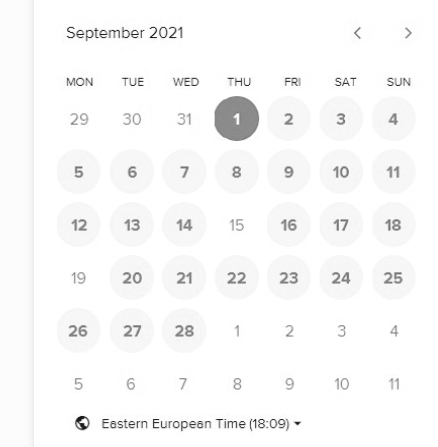 September 2021
MON TUE WED THU FRI SAT SUN
29 30 31 1 2 3 4
5 6 7 8 9 10 11
12 13 14 15 16 17 18
19 20 21 22 23 24 25
26 27 28 1 2 3 4
5 6 7 8 9 10 11
Eastern European Time (18:09)